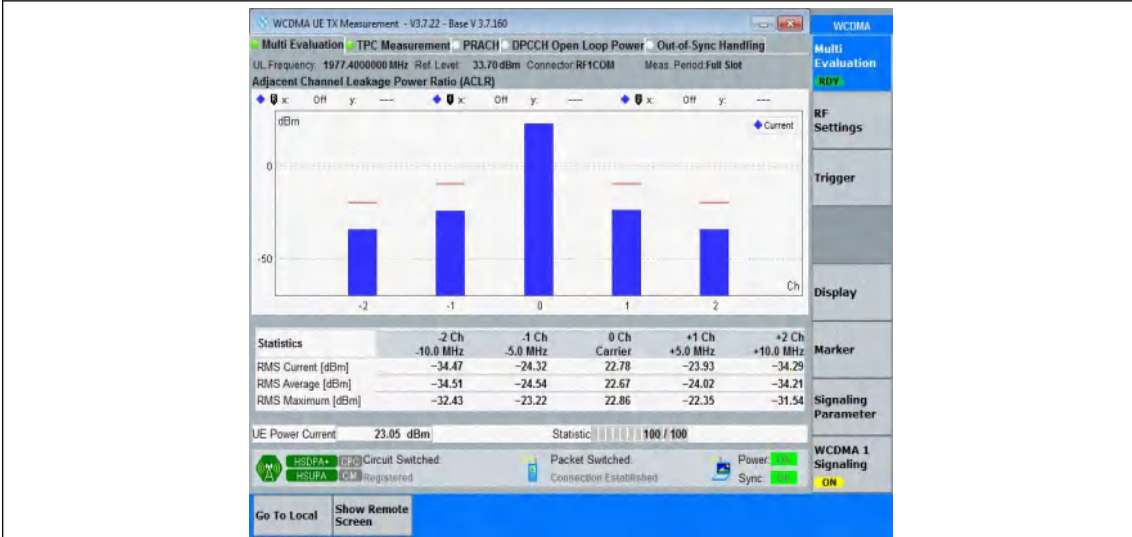 WCDMA UE TX Measurement - V3.7.22 - Base V 3.7.160
WCDMA
Multi Evaluation TPC Measurement PRACH DPCCH Open Loop Power Out-of-Sync Handling
UL Frequency: 1977.4000000 MHz Ref. Level: 33.70 dBm Connector: RF1COM Meas. Period: Full Slot
Adjacent Channel Leakage Power Ratio (ACLR)
x: Off y: --- x: Off y: --- x: Off y: ---
dBm
Current
0
-50
Ch
-2 -1 0 1 2
Statistics -2 Ch -1 Ch 0 Ch +1 Ch +2 Ch
-10.0 MHz -5.0 MHz Carrier +5.0 MHz +10.0 MHz
RMS Current [dBm] -34.47 -24.32 22.78 -23.93 -34.29
RMS Average [dBm] -34.51 -24.54 22.67 -24.02 -34.21
RMS Maximum [dBm] -32.43 -23.22 22.86 -22.35 -31.54
UE Power Current 23.05 dBm Statistic 100 / 100
HSDPA+ CPC Circuit Switched: Packet Switched: Power:
HSUPA CM Registered Connection Established Sync:
Multi Evaluation
RDY
RF Settings
Trigger
Display
Marker
Signaling Parameter
WCDMA 1 Signaling
ON
Go To Local Show Remote Screen